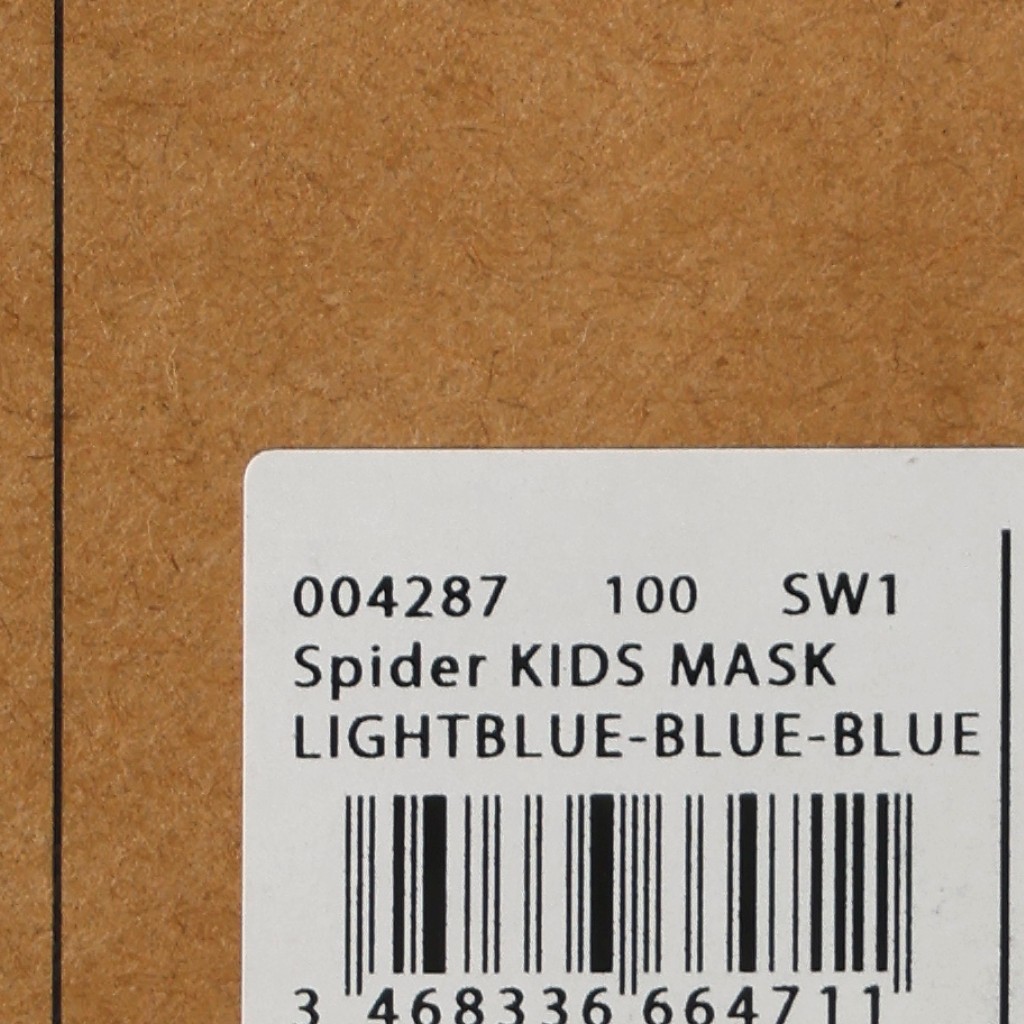 004287 100 SW1
Spider KIDS MASK
LIGHTBLUE-BLUE-BLUE
3 468336 664711